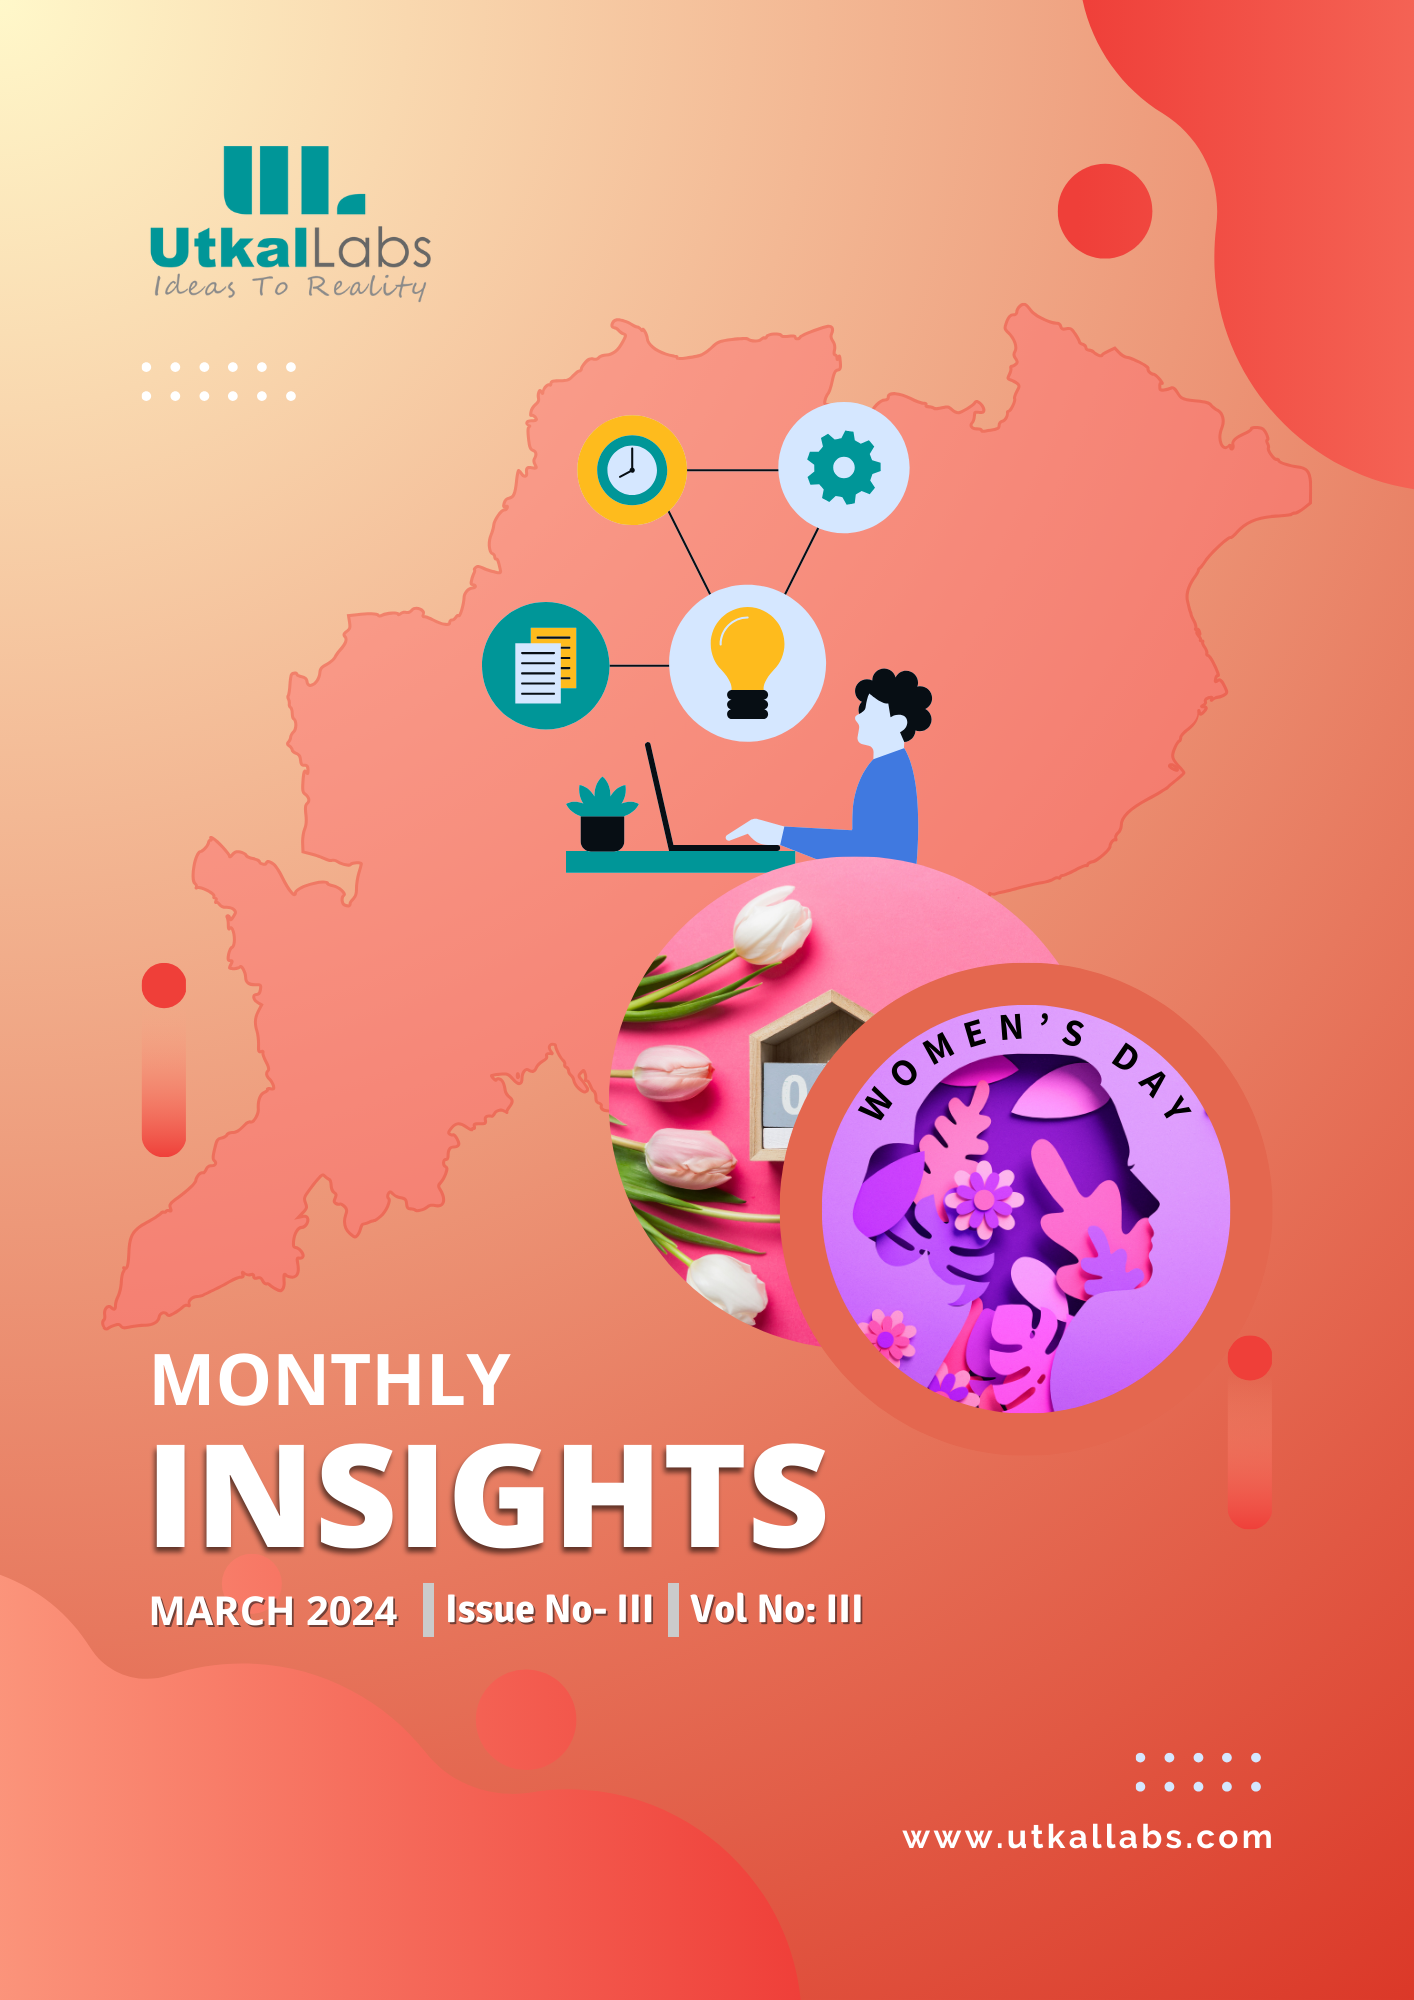 UtkalLabs
Ideas To Reality
0
WOMEN'S DAY
MONTHLY
INSIGHTS
MARCH 2024 Issue No- III Vol No: III
www.utkallabs.com